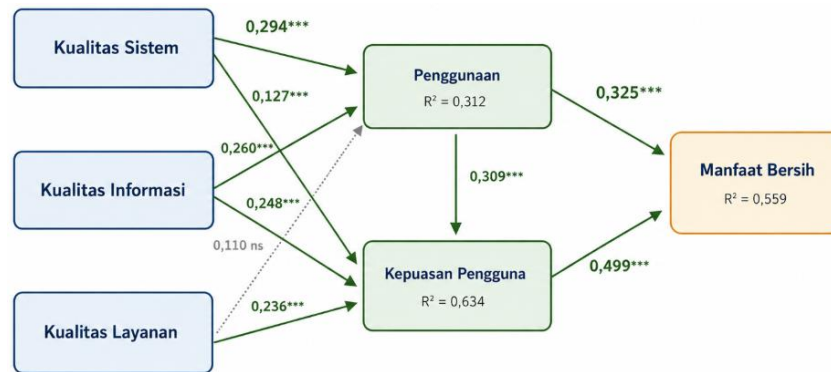 Kualitas Sistem
0,294***
Penggunaan
R² = 0,312
0,127***
0,325***
0,260***
Kualitas Informasi
0,309***
Manfaat Bersih
R² = 0,559
0,248***
0,110 ns
Kepuasan Pengguna
R² = 0,634
0,499***
0,236***
Kualitas Layanan